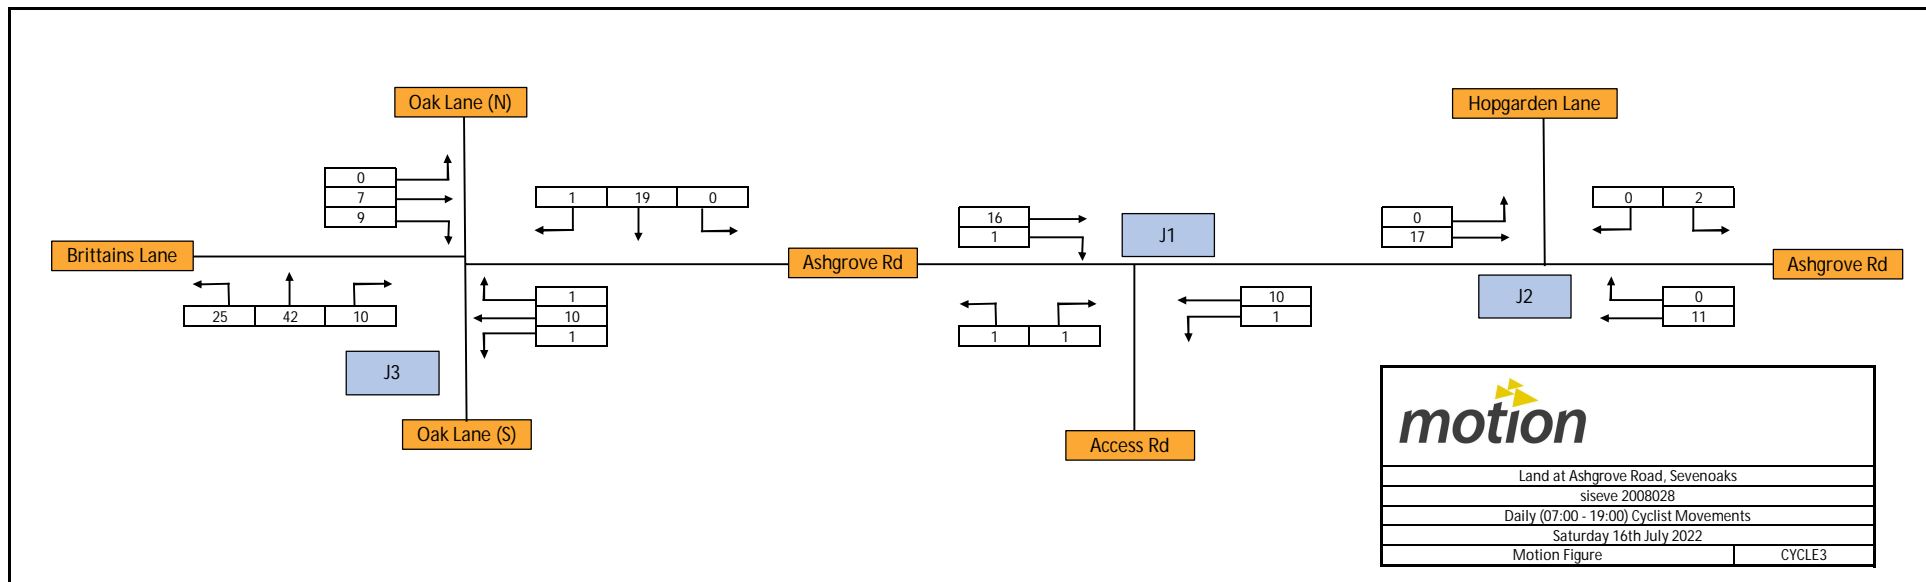 Oak Lane (N)
Hopgarden Lane
0
7
9
1 19 0
16
1
J1
0
17
0 2
Brittains Lane
Ashgrove Rd
Ashgrove Rd
25 42 10
1
10
1
1 1
10
1
J2
0
11
J3
Oak Lane (S)
Access Rd
motion
Land at Ashgrove Road, Sevenoaks
siseve 2008028
Daily (07:00 - 19:00) Cyclist Movements
Saturday 16th July 2022
Motion Figure CYCLE3